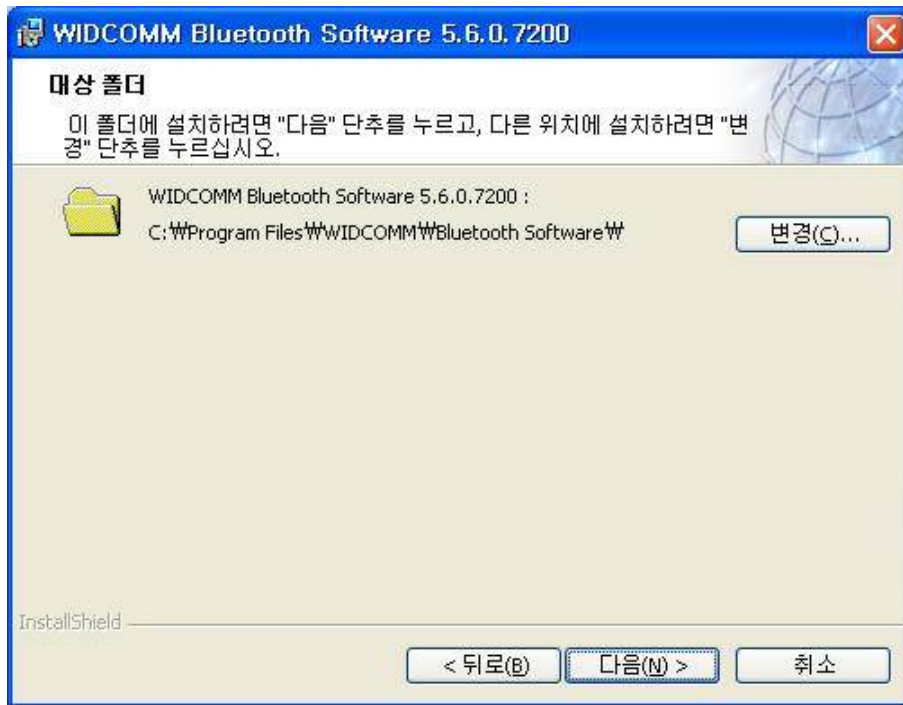 WIDCOMM Bluetooth Software 5.6.0.7200
대상 폴더
이 폴더에 설치하려면 "다음" 단추를 누르고, 다른 위치에 설치하려면 "변
경" 단추를 누르십시오.
WIDCOMM Bluetooth Software 5.6.0.7200 :
C:₩Program Files₩WIDCOMM₩Bluetooth Software₩
변경(C)...
InstallShield
< 뒤로(B)
다음(N) >
취소